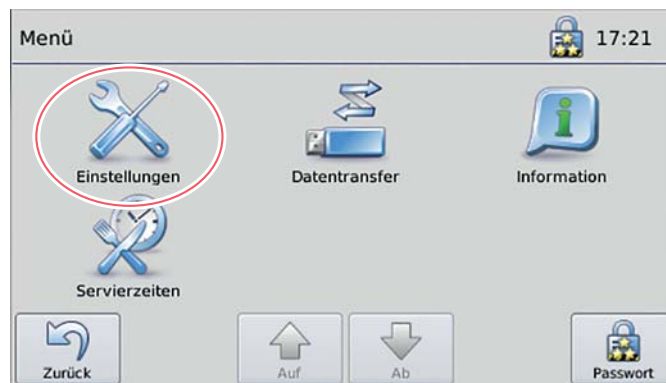 Menü 17:21
Einstellungen Datentransfer Information
Servierzeiten
Zurück Auf Ab Passwort